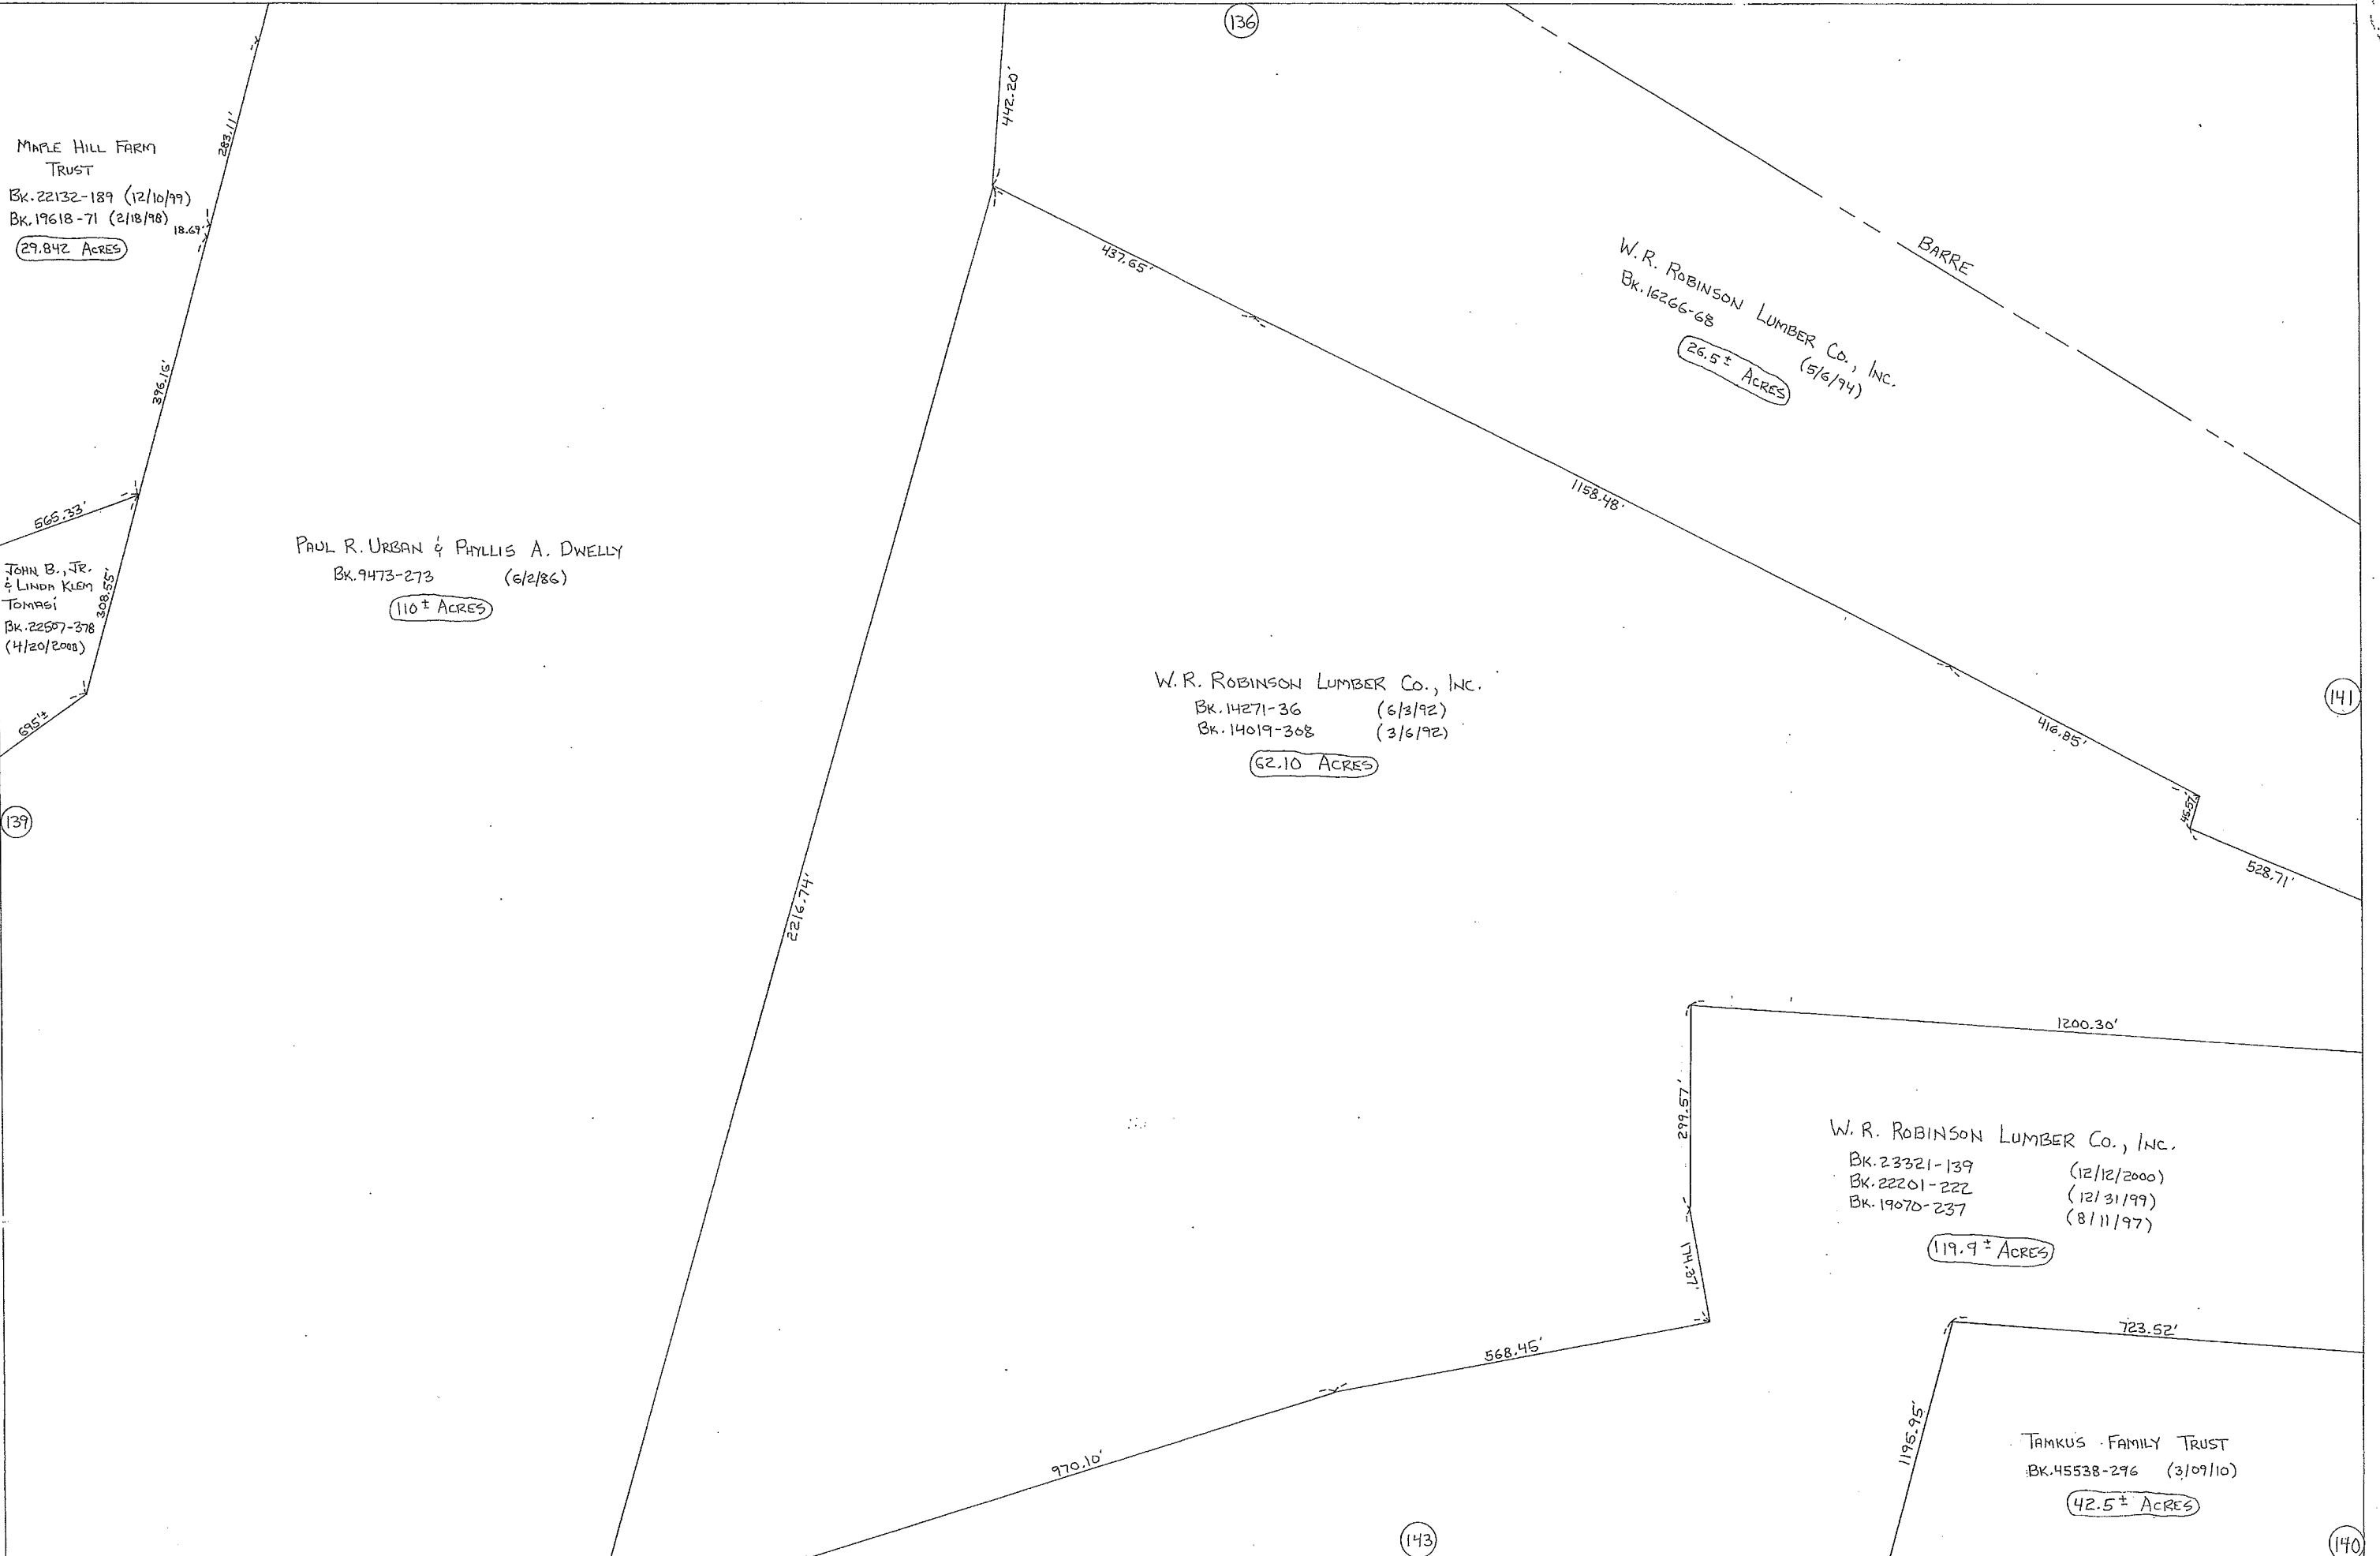 136
442.20'
283.11'
MAPLE HILL FARM
TRUST
BK.22132-189 (12/10/99)
BK.19618-71 (2/18/98)
29.842 ACRES
18.69'
396.16'
565.33'
JOHN B., JR.
& LINDA KLEM
TOMASI
BK.22507-378
308.55'
695'±
139
PAUL R. URBAN & PHYLLIS A. DWELLY
BK.9473-273 (6/2/86)
110± ACRES
437.65'
BARRE
W. R. ROBINSON LUMBER CO., INC.
BK.16266-68 (5/6/94)
26.5± ACRES
1158.48'
W. R. ROBINSON LUMBER CO., INC.
BK.14271-36 (6/3/92)
BK.14019-308 (3/6/92)
62.10 ACRES
141
416.85'
45.57'
528.71'
2216.74'
1200.30'
299.57'
174.37'
W. R. ROBINSON LUMBER CO., INC.
BK.23321-139 (12/12/2000)
BK.22201-222 (12/31/99)
BK.19070-237 (8/11/97)
119.9± ACRES
723.52'
568.45'
970.10'
1195.95'
TAMKUS FAMILY TRUST
BK.45538-296 (3/09/10)
42.5± ACRES
143
140